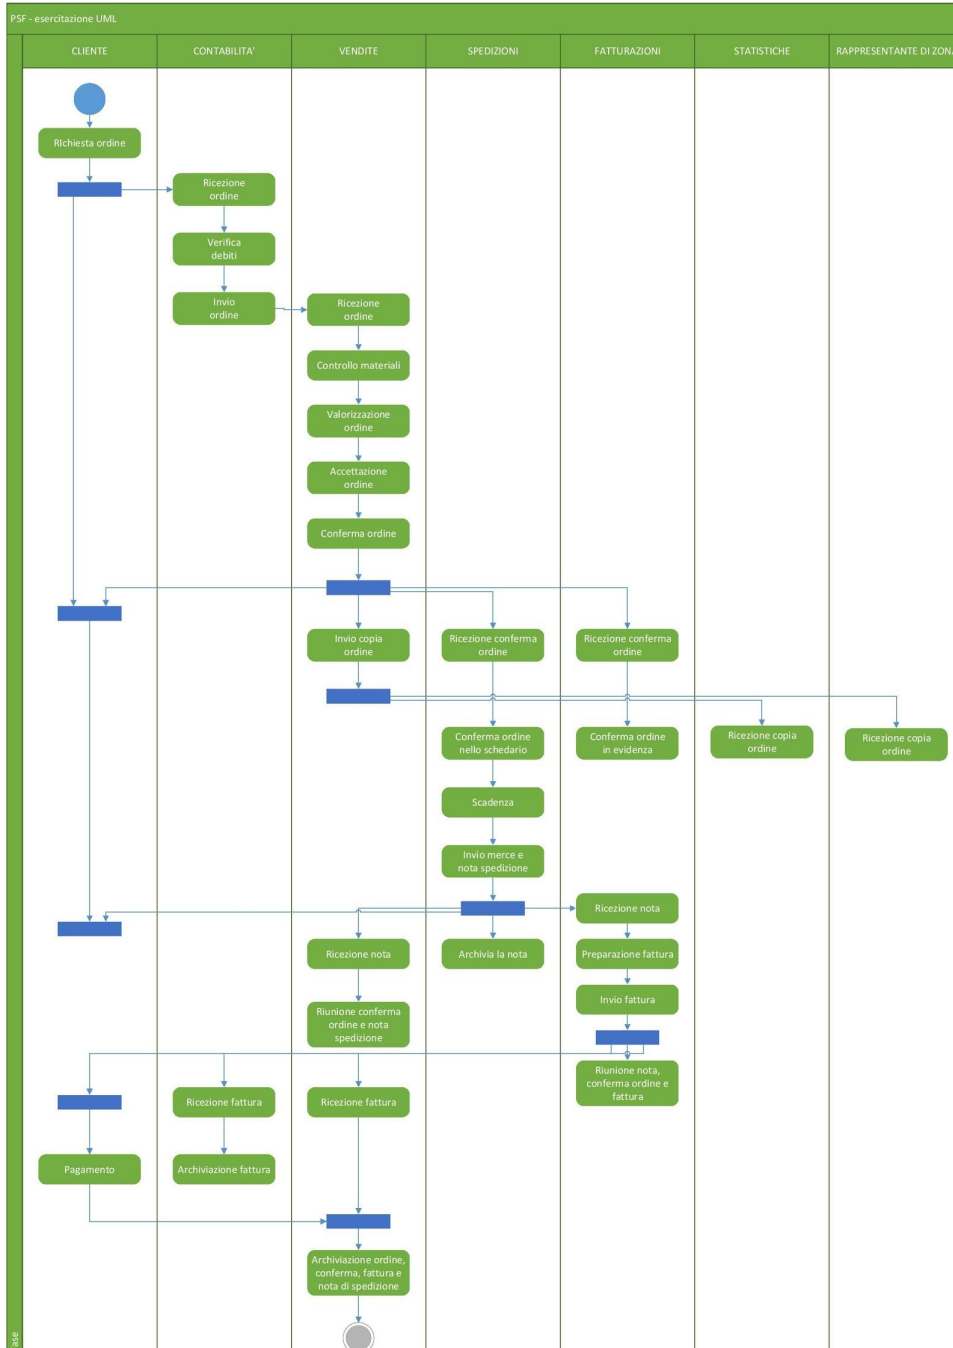 PSF - esercitazione UML
CLIENTE
CONTABILITA'
VENDITE
SPEDIZIONI
FATTURAZIONI
STATISTICHE
RAPPRESENTANTE DI ZONA
RIchiesta ordine
Ricezione
ordine
Verifica
debiti
Invio
ordine
Ricezione
ordine
Controllo materiali
Valorizzazione
ordine
Accettazione
ordine
Conferma ordine
Invio copia
ordine
Ricezione conferma
ordine
Ricezione conferma
ordine
Conferma ordine
nello schedario
Conferma ordine
in evidenza
Ricezione copia
ordine
Ricezione copia
ordine
Scadenza
Invio merce e
nota spedizione
Ricezione nota
Ricezione nota
Archivia la nota
Preparazione fattura
Invio fattura
Riunione conferma
ordine e nota
spedizione
Riunione nota,
conferma ordine e
fattura
Ricezione fattura
Ricezione fattura
Pagamento
Archiviazione fattura
Archiviazione ordine,
conferma, fattura e
nota di spedizione